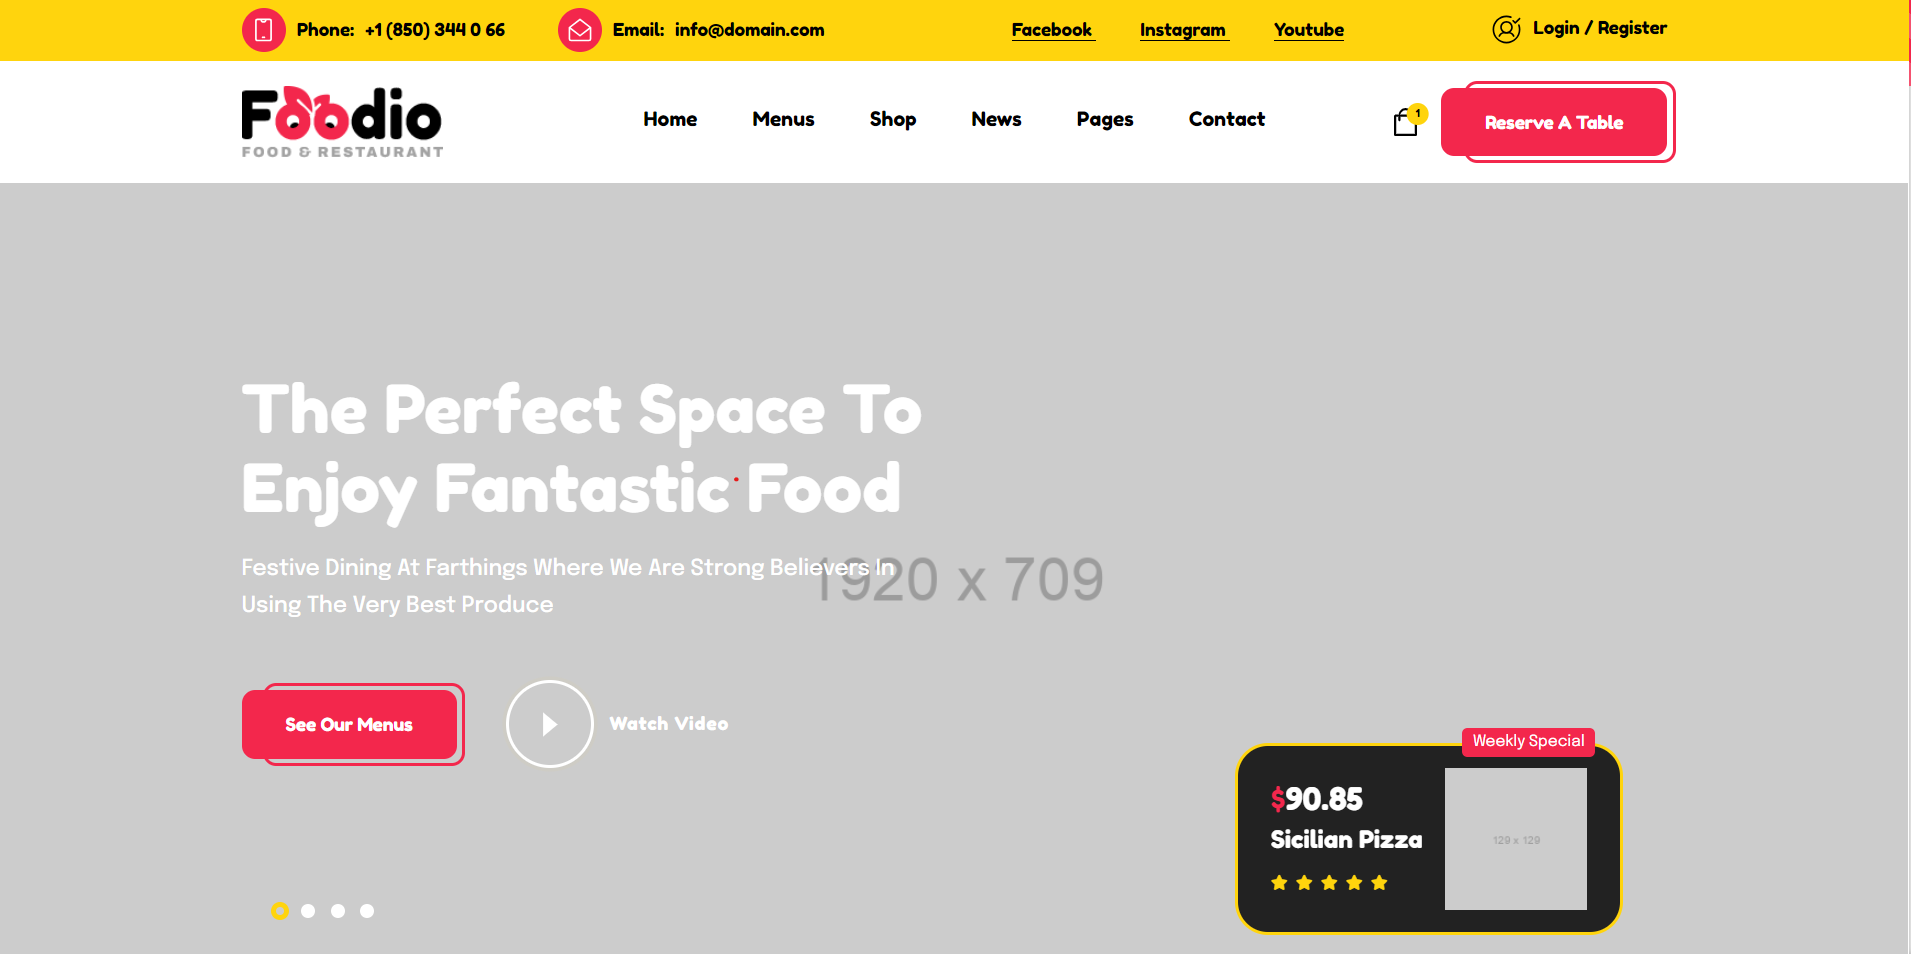 Phone: +1 (850) 344 0 66
Email: info@domain.com
Facebook
Instagram
Youtube
Login / Register
Foodio
FOOD & RESTAURANT
Home
Menus
Shop
News
Pages
Contact
1
Reserve A Table
The Perfect Space To
Enjoy Fantastic Food
Festive Dining At Farthings Where We Are Strong Believers In
Using The Very Best Produce
1920 x 709
See Our Menus
Watch Video
Weekly Special
$90.85
Sicilian Pizza
129 x 129